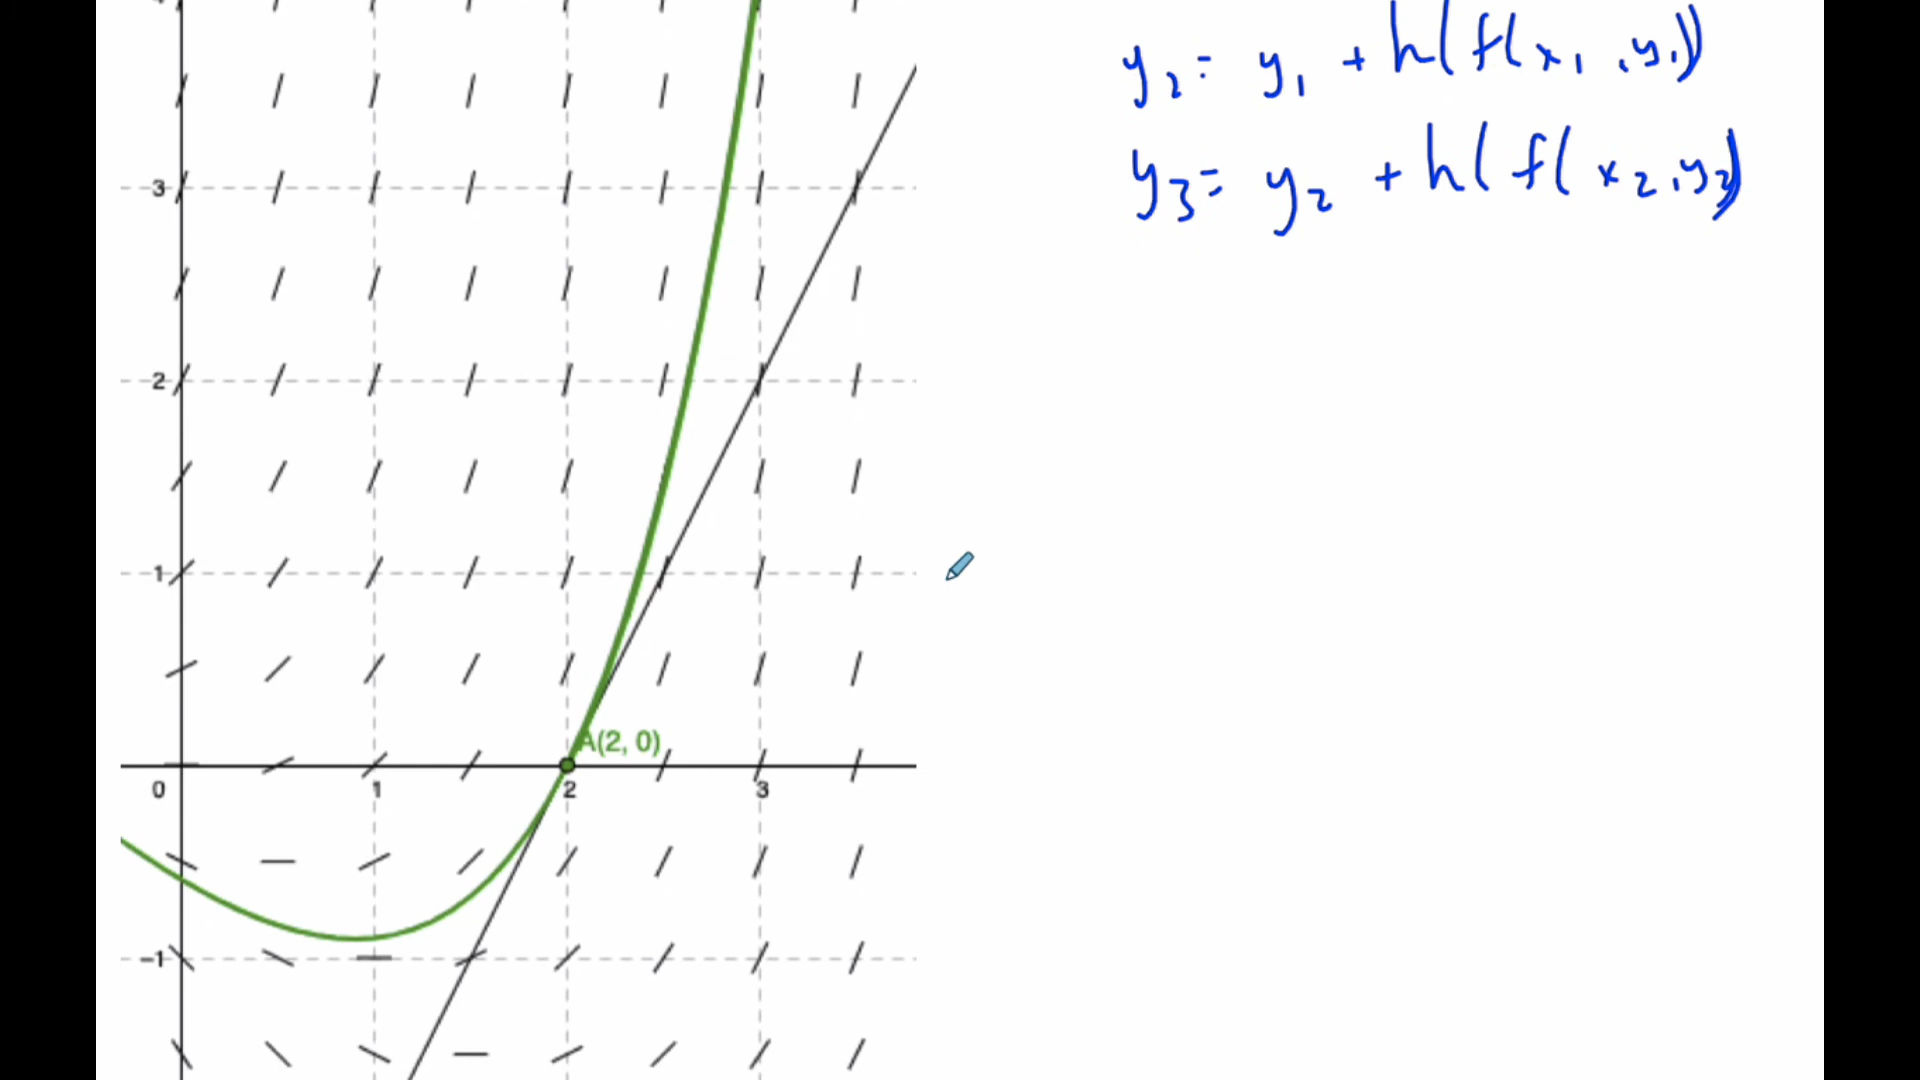 y₂ = y₁ + h(f(x₁,y₁))
y₃ = y₂ + h(f(x₂,y₂))
3
2
1
A(2, 0)
0 1 2 3
-1